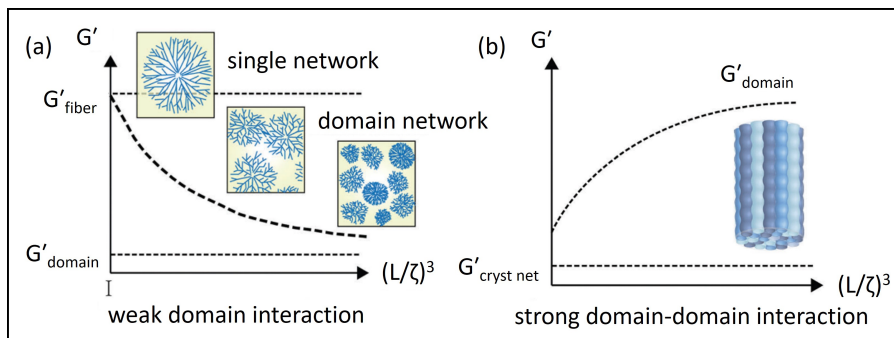 (a)
G′
single network
G′fiber
domain network
G′domain
(L/ζ)³
weak domain interaction
(b)
G′
G′domain
G′cryst net
(L/ζ)³
strong domain-domain interaction